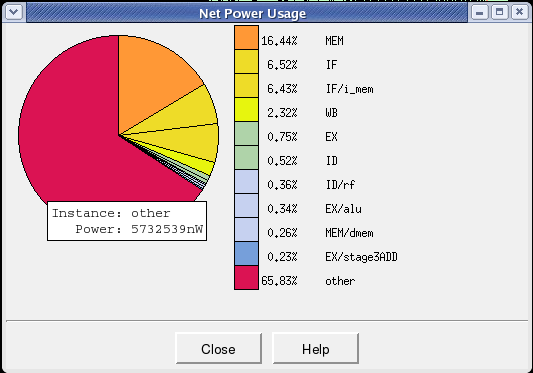 Net Power Usage
16.44% MEM
6.52% IF
6.43% IF/i_mem
2.32% WB
0.75% EX
0.52% ID
0.36% ID/rf
0.34% EX/alu
0.26% MEM/dmem
0.23% EX/stage3ADD
65.83% other
Instance: other
Power: 5732539nW
Close Help